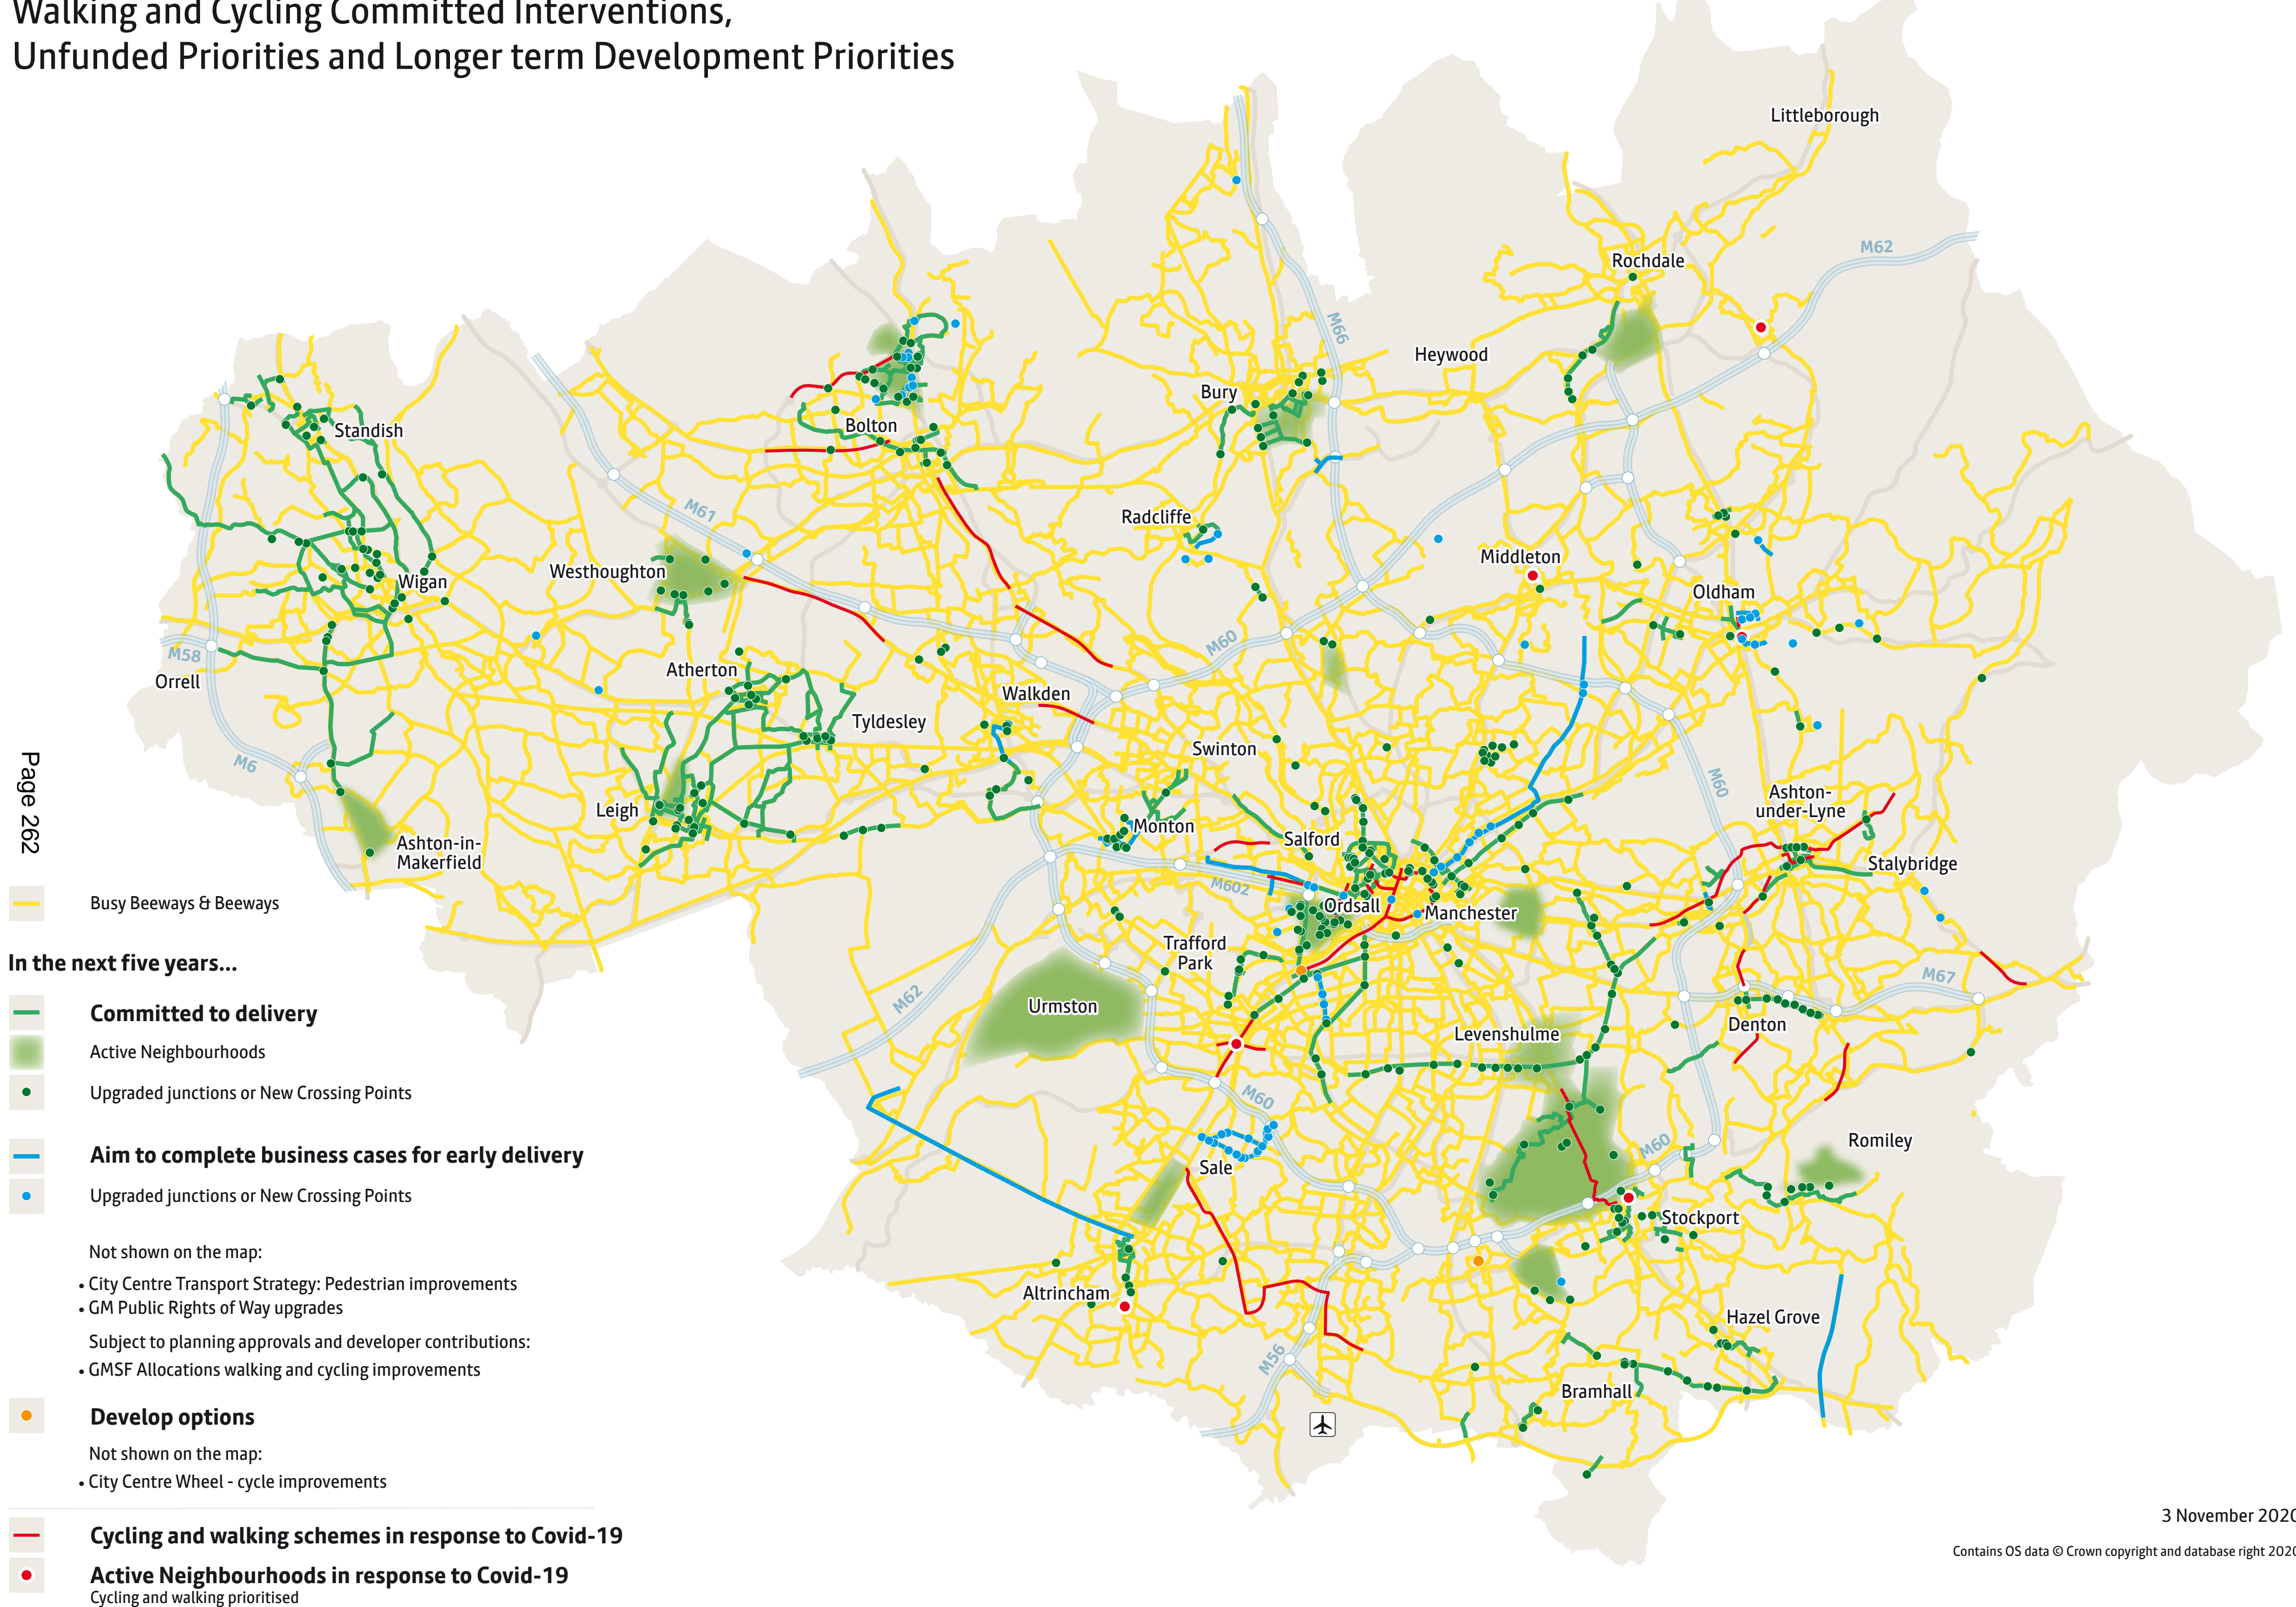 Walking and Cycling Committed Interventions,
Unfunded Priorities and Longer term Development Priorities
Littleborough
M62
Rochdale
M66
Heywood
Bury
Standish
Bolton
M61
Radcliffe
Middleton
Westhoughton
Wigan
Oldham
M60
M58
Orrell
Atherton
Walkden
Tyldesley
Swinton
M6
M60
Ashton-
under-Lyne
Leigh
Monton
Salford
Ashton-in-
Makerfield
Stalybridge
M602
Ordsall
Manchester
Trafford
Park
M67
M62
Urmston
Levenshulme
Denton
M60
Romiley
M60
Sale
Stockport
Altrincham
Hazel Grove
M56
Bramhall
Page 262
Busy Beeways & Beeways
In the next five years...
Committed to delivery
Active Neighbourhoods
Upgraded junctions or New Crossing Points
Aim to complete business cases for early delivery
Upgraded junctions or New Crossing Points
Not shown on the map:
• City Centre Transport Strategy: Pedestrian improvements
• GM Public Rights of Way upgrades
Subject to planning approvals and developer contributions:
• GMSF Allocations walking and cycling improvements
Develop options
Not shown on the map:
• City Centre Wheel - cycle improvements
Cycling and walking schemes in response to Covid-19
Active Neighbourhoods in response to Covid-19
Cycling and walking prioritised
3 November 2020
Contains OS data © Crown copyright and database right 2020